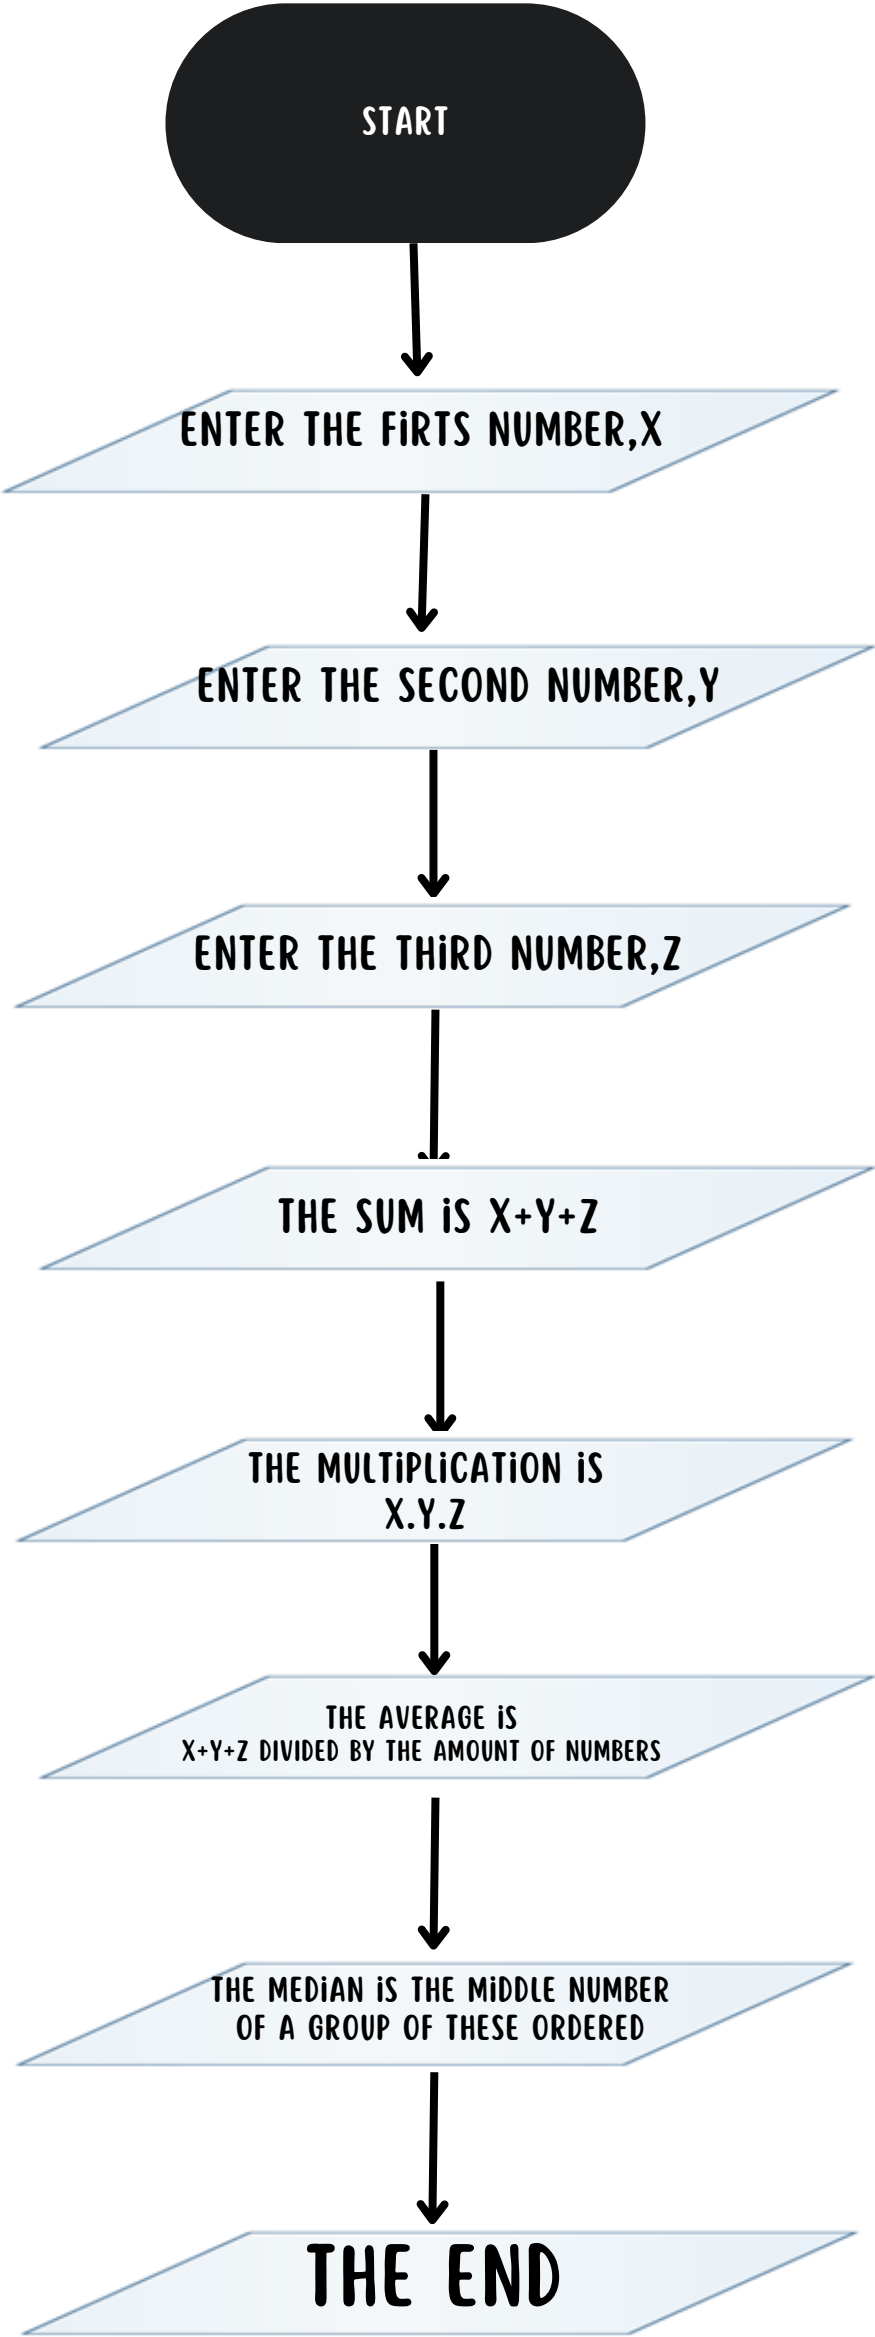 START
ENTER THE FiRTS NUMBER,X
ENTER THE SECOND NUMBER,Y
ENTER THE THiRD NUMBER,Z
THE SUM iS X+Y+Z
THE MULTiPLiCATiON iS
X.Y.Z
THE AVERAGE iS
X+Y+Z DIVIDED BY THE AMOUNT OF NUMBERS
THE MEDiAN iS THE MiDDLE NUMBER
OF A GROUP OF THESE ORDERED
THE END